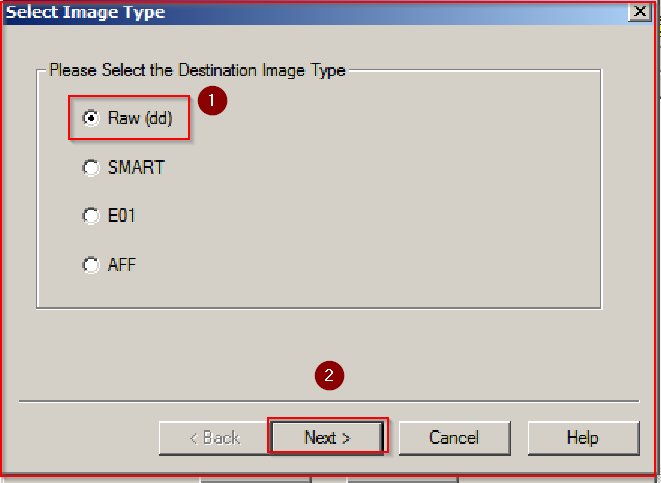 Select Image Type
Please Select the Destination Image Type
1
Raw (dd)
SMART
E01
AFF
2
< Back Next > Cancel Help